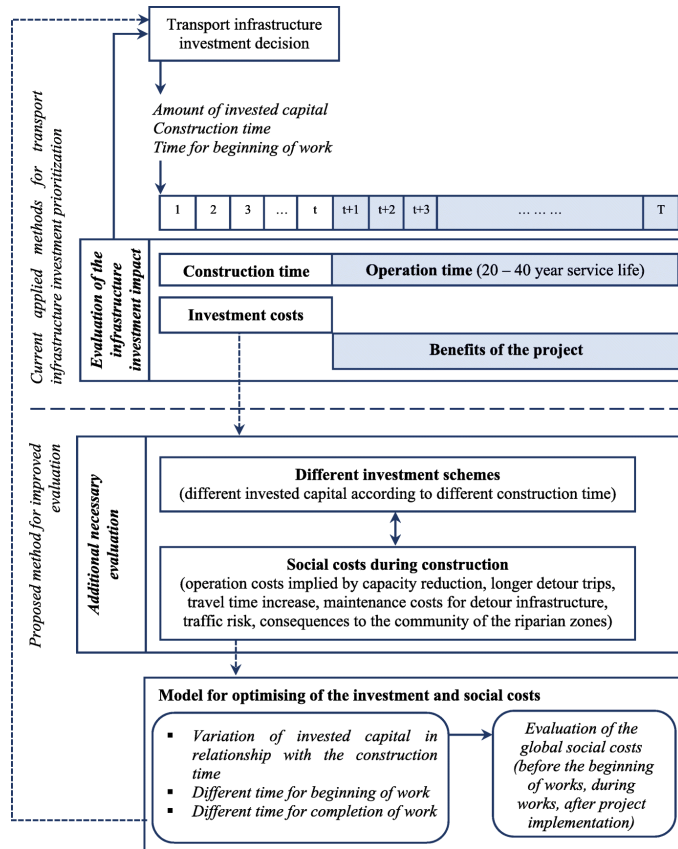 Transport infrastructure
investment decision
Amount of invested capital
Construction time
Time for beginning of work
1 2 3 ... t t+1 t+2 t+3 ... ... ... T
Current applied methods for transport
infrastructure investment prioritization
Evaluation of the
infrastructure
investment impact
Construction time
Operation time (20 – 40 year service life)
Investment costs
Benefits of the project
Proposed method for improved
evaluation
Additional necessary
evaluation
Different investment schemes
(different invested capital according to different construction time)
Social costs during construction
(operation costs implied by capacity reduction, longer detour trips,
travel time increase, maintenance costs for detour infrastructure,
traffic risk, consequences to the community of the riparian zones)
Model for optimising of the investment and social costs
▪ Variation of invested capital in
relationship with the construction
time
▪ Different time for beginning of work
▪ Different time for completion of work
Evaluation of the
global social costs
(before the beginning
of works, during
works, after project
implementation)